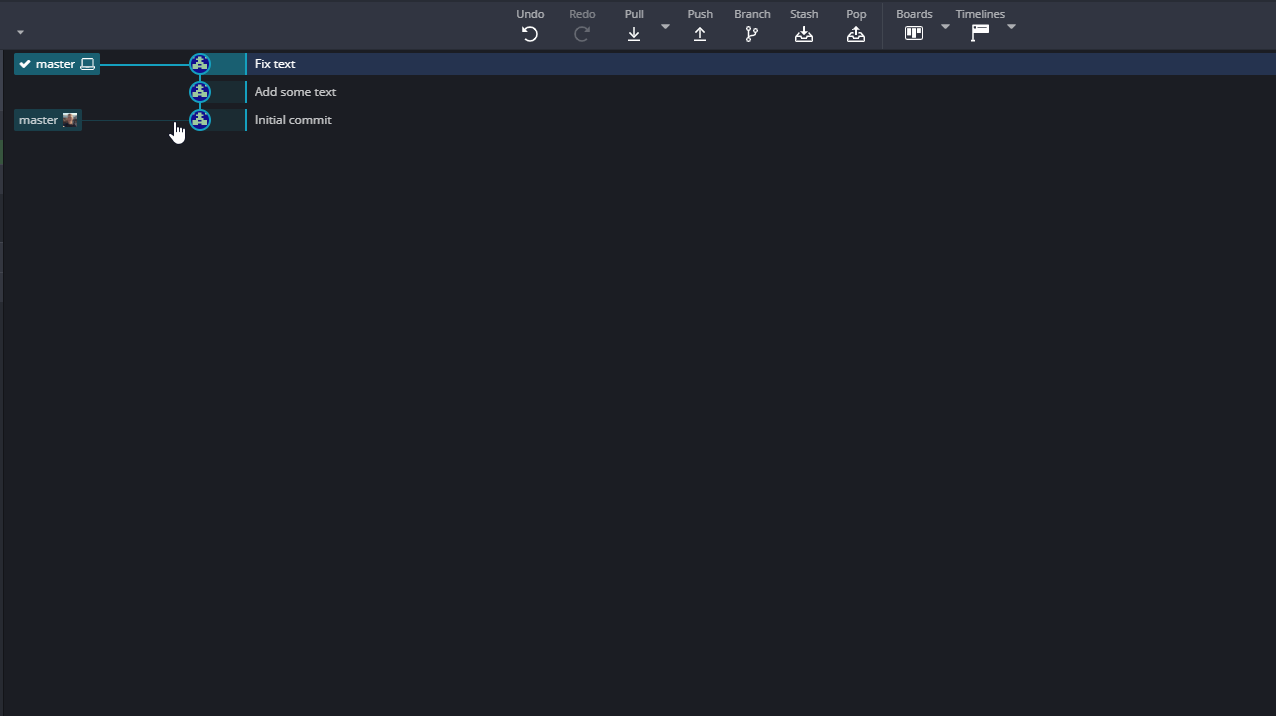 Undo Redo Pull Push Branch Stash Pop Boards Timelines
master Fix text
Add some text
master Initial commit